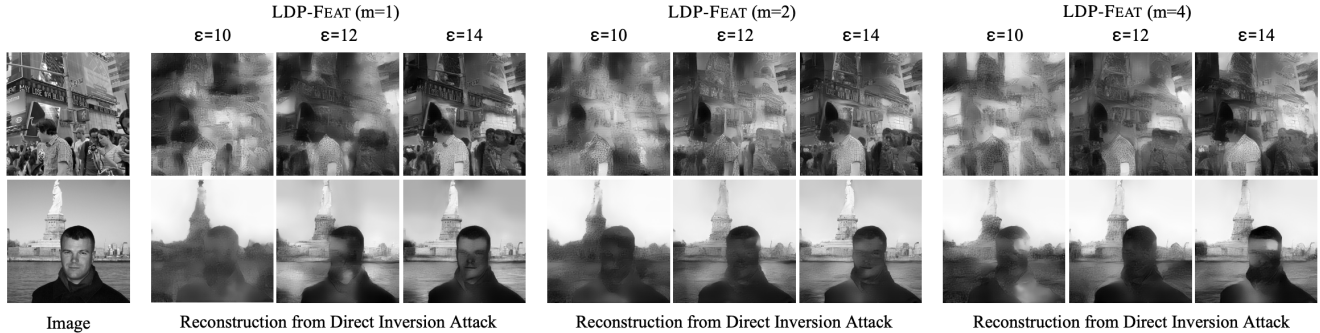 LDP-FEAT (m=1)
LDP-FEAT (m=2)
LDP-FEAT (m=4)
ε=10
ε=12
ε=14
ε=10
ε=12
ε=14
ε=10
ε=12
ε=14
Image
Reconstruction from Direct Inversion Attack
Reconstruction from Direct Inversion Attack
Reconstruction from Direct Inversion Attack